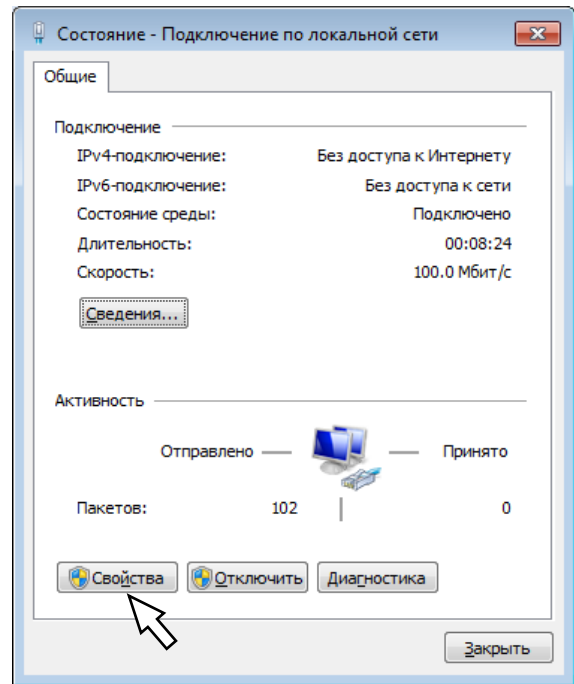 Состояние - Подключение по локальной сети
Общие
Подключение
IPv4-подключение: Без доступа к Интернету
IPv6-подключение: Без доступа к сети
Состояние среды: Подключено
Длительность: 00:08:24
Скорость: 100.0 Мбит/с
Сведения...
Активность
Отправлено — — Принято
Пакетов: 102 | 0
Свойства Отключить Диагностика
Закрыть